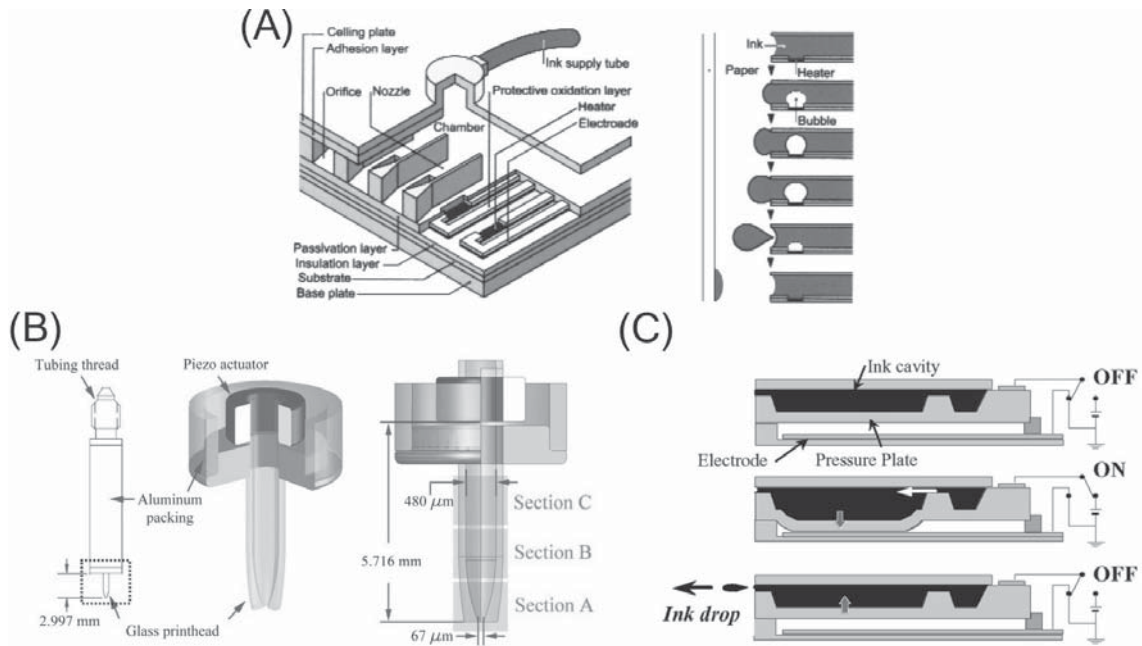 (A)
Celling plate
Adhesion layer
Orifice
Nozzle
Ink supply tube
Protective oxidation layer
Heater
Electroade
Chamber
Passivation layer
Insulation layer
Substrate
Base plate
Ink
Paper
Heater
Bubble
(B)
Tubing thread
Piezo actuator
Aluminum
packing
2.997 mm
Glass printhead
480 μm
5.716 mm
67 μm
Section C
Section B
Section A
(C)
Ink cavity
OFF
Electrode
Pressure Plate
ON
OFF
Ink drop